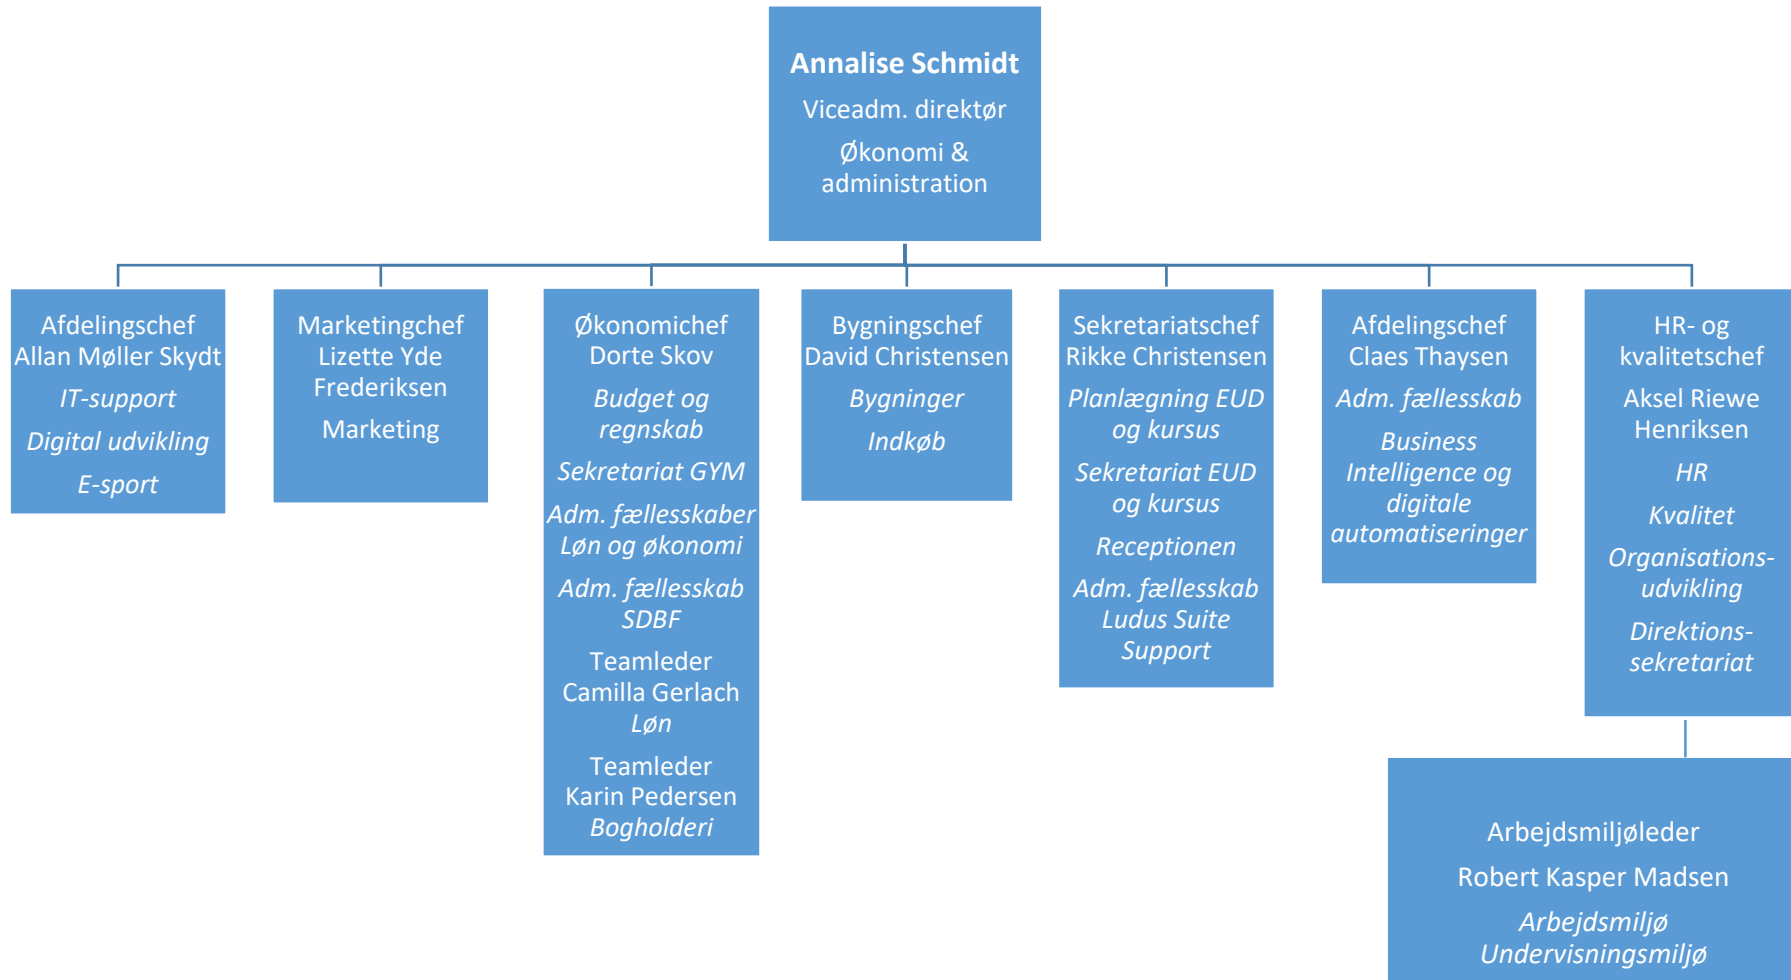 Annalise Schmidt
Viceadm. direktør
Økonomi &
administration
Afdelingschef
Allan Møller Skydt
IT-support
Digital udvikling
E-sport
Marketingchef
Lizette Yde
Frederiksen
Marketing
Økonomichef
Dorte Skov
Budget og
regnskab
Sekretariat GYM
Adm. fællesskaber
Løn og økonomi
Adm. fællesskab
SDBF
Teamleder
Camilla Gerlach
Løn
Teamleder
Karin Pedersen
Bogholderi
Bygningschef
David Christensen
Bygninger
Indkøb
Sekretariatschef
Rikke Christensen
Planlægning EUD
og kursus
Sekretariat EUD
og kursus
Receptionen
Adm. fællesskab
Ludus Suite
Support
Afdelingschef
Claes Thaysen
Adm. fællesskab
Business
Intelligence og
digitale
automatiseringer
HR- og
kvalitetschef
Aksel Riewe
Henriksen
HR
Kvalitet
Organisations-
udvikling
Direktions-
sekretariat
Arbejdsmiljøleder
Robert Kasper Madsen
Arbejdsmiljø
Undervisningsmiljø